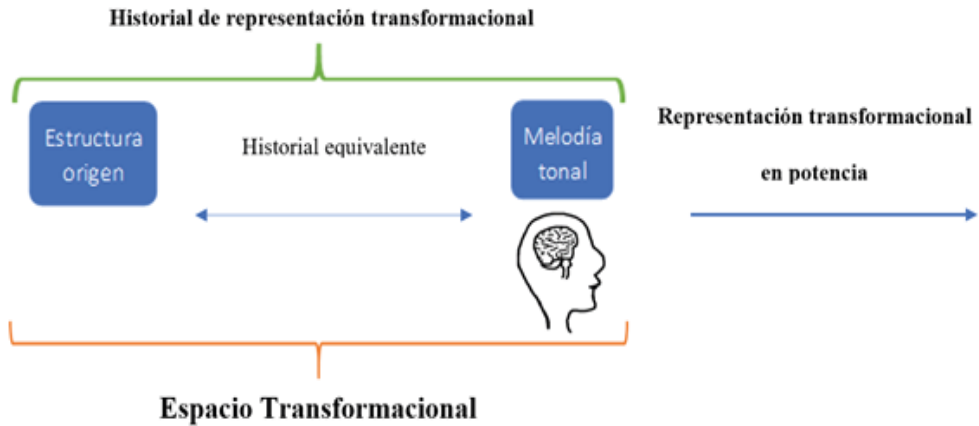 Historial de representación transformacional
Estructura
origen
Historial equivalente
Melodía
tonal
Representación transformacional
en potencia
Espacio Transformacional